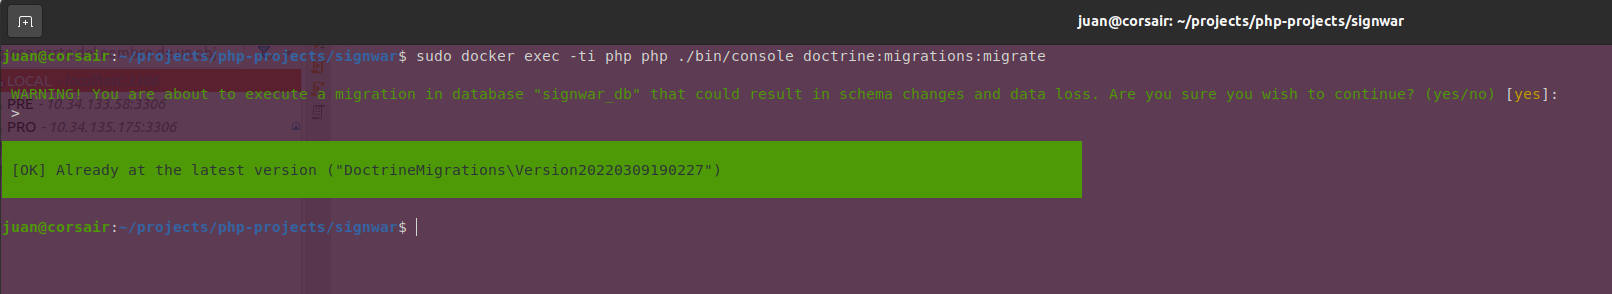 juan@corsair: ~/projects/php-projects/signwar
juan@corsair:~/projects/php-projects/signwar$ sudo docker exec -ti php php ./bin/console doctrine:migrations:migrate
LOCAL
WARNING! You are about to execute a migration in database "signwar_db" that could result in schema changes and data loss. Are you sure you wish to continue? (yes/no) [yes]:
PRE - 10.34.133.58:3306
>
PRO - 10.34.135.175:3306
[OK] Already at the latest version ("DoctrineMigrations\Version20220309190227")
juan@corsair:~/projects/php-projects/signwar$